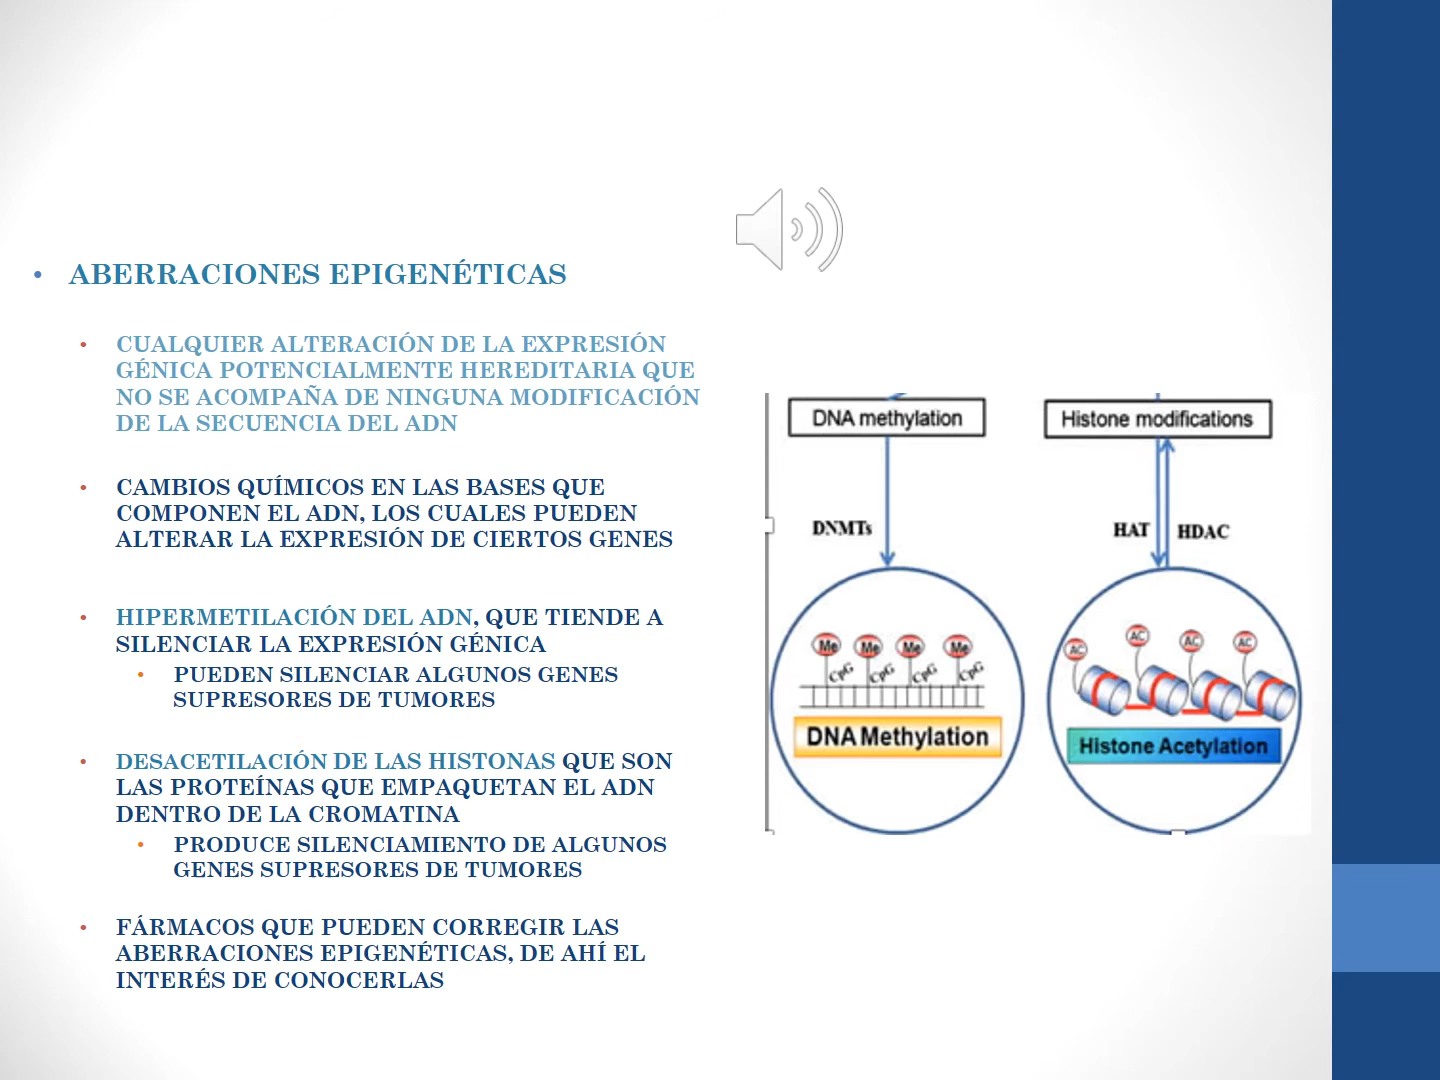 ABERRACIONES EPIGENÉTICAS
CUALQUIER ALTERACIÓN DE LA EXPRESIÓN
GÉNICA POTENCIALMENTE HEREDITARIA QUE
NO SE ACOMPAÑA DE NINGUNA MODIFICACIÓN
DE LA SECUENCIA DEL ADN
CAMBIOS QUÍMICOS EN LAS BASES QUE
COMPONEN EL ADN, LOS CUALES PUEDEN
ALTERAR LA EXPRESIÓN DE CIERTOS GENES
HIPERMETILACIÓN DEL ADN, QUE TIENDE A
SILENCIAR LA EXPRESIÓN GÉNICA
PUEDEN SILENCIAR ALGUNOS GENES
SUPRESORES DE TUMORES
DESACETILACIÓN DE LAS HISTONAS QUE SON
LAS PROTEÍNAS QUE EMPAQUETAN EL ADN
DENTRO DE LA CROMATINA
PRODUCE SILENCIAMIENTO DE ALGUNOS
GENES SUPRESORES DE TUMORES
FÁRMACOS QUE PUEDEN CORREGIR LAS
ABERRACIONES EPIGENÉTICAS, DE AHÍ EL
INTERÉS DE CONOCERLAS
DNA methylation
DNMTs
Me Me Me Me
CpG CpG CpG CpG
DNA Methylation
Histone modifications
HAT HDAC
AC AC AC AC
Histone Acetylation